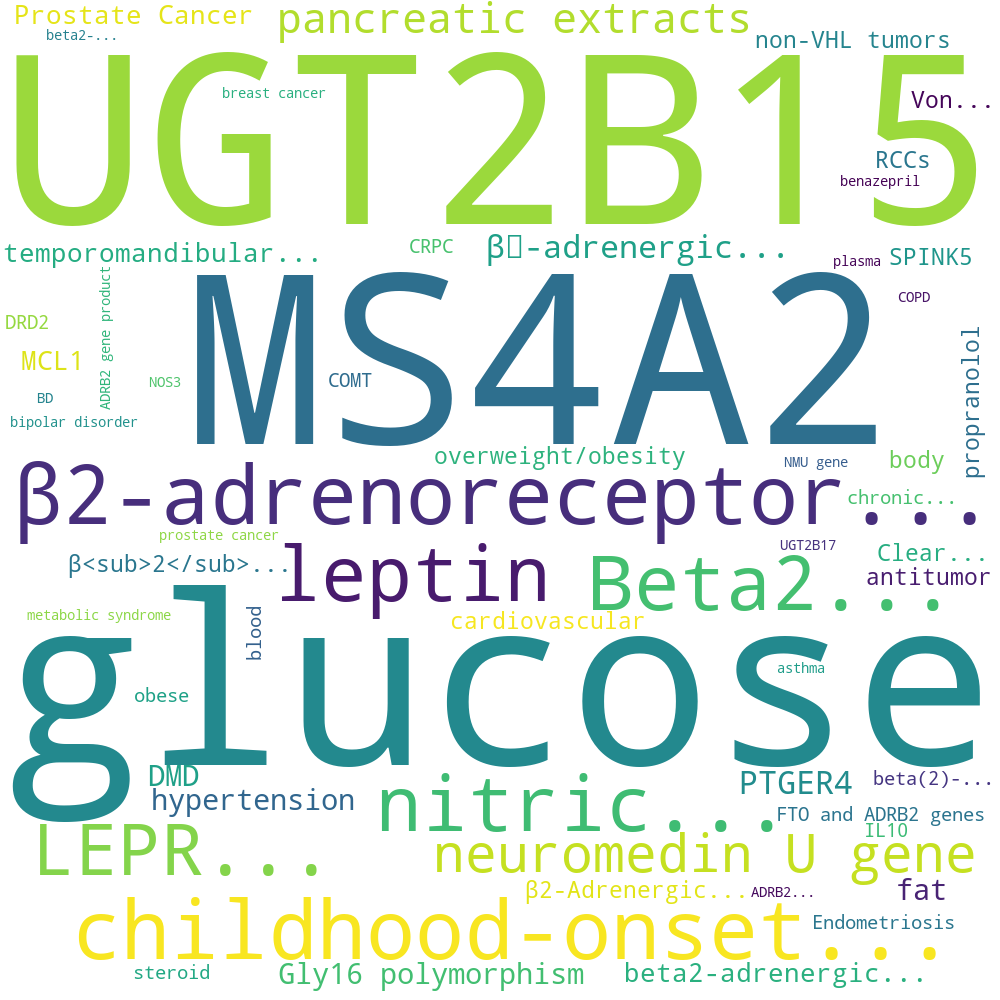 Prostate Cancer
pancreatic extracts
beta2-...
non-VHL tumors
UGT2B15
breast cancer
Von...
RCCs
benazepril
temporomandibular...
CRPC
β▯-adrenergic...
plasma
SPINK5
ADRB2 gene product
MS4A2
COPD
DRD2
propranolol
MCL1
NOS3
COMT
BD
bipolar disorder
overweight/obesity
NMU gene
body
β2-adrenoreceptor...
chronic...
prostate cancer
UGT2B17
β<sub>2</sub>...
leptin
Beta2...
Clear...
antitumor
metabolic syndrome
blood
cardiovascular
glucose
asthma
obese
DMD
PTGER4
beta(2)-...
hypertension
nitric...
FTO and ADRB2 genes
IL10
LEPR...
neuromedin U gene
β2-Adrenergic...
ADRB2...
fat
childhood-onset...
Endometriosis
steroid
Gly16 polymorphism
beta2-adrenergic...